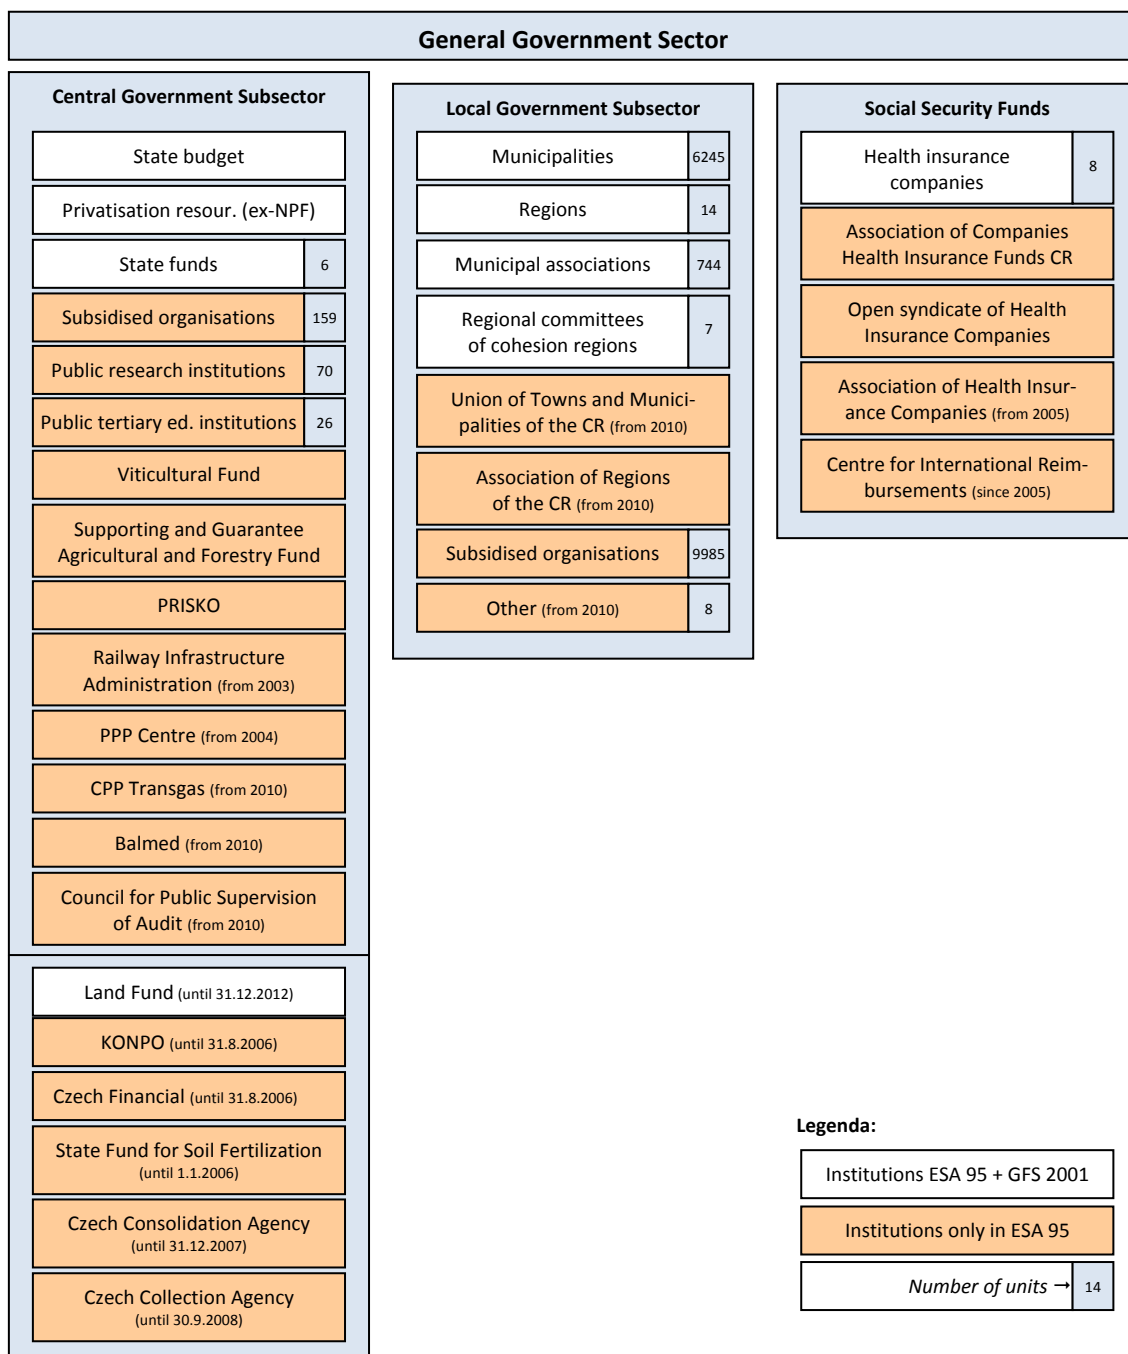 General Government Sector
Central Government Subsector
State budget
Privatisation resour. (ex-NPF)
State funds 6
Subsidised organisations 159
Public research institutions 70
Public tertiary ed. institutions 26
Viticultural Fund
Supporting and Guarantee
Agricultural and Forestry Fund
PRISKO
Railway Infrastructure
Administration (from 2003)
PPP Centre (from 2004)
CPP Transgas (from 2010)
Balmed (from 2010)
Council for Public Supervision
of Audit (from 2010)
Land Fund (until 31.12.2012)
KONPO (until 31.8.2006)
Czech Financial (until 31.8.2006)
State Fund for Soil Fertilization
(until 1.1.2006)
Czech Consolidation Agency
(until 31.12.2007)
Czech Collection Agency
(until 30.9.2008)
Local Government Subsector
Municipalities 6245
Regions 14
Municipal associations 744
Regional committees
of cohesion regions 7
Union of Towns and Munici-
palities of the CR (from 2010)
Association of Regions
of the CR (from 2010)
Subsidised organisations 9985
Other (from 2010) 8
Social Security Funds
Health insurance
companies 8
Association of Companies
Health Insurance Funds CR
Open syndicate of Health
Insurance Companies
Association of Health Insur-
ance Companies (from 2005)
Centre for International Reim-
bursements (since 2005)
Legenda:
Institutions ESA 95 + GFS 2001
Institutions only in ESA 95
Number of units → 14